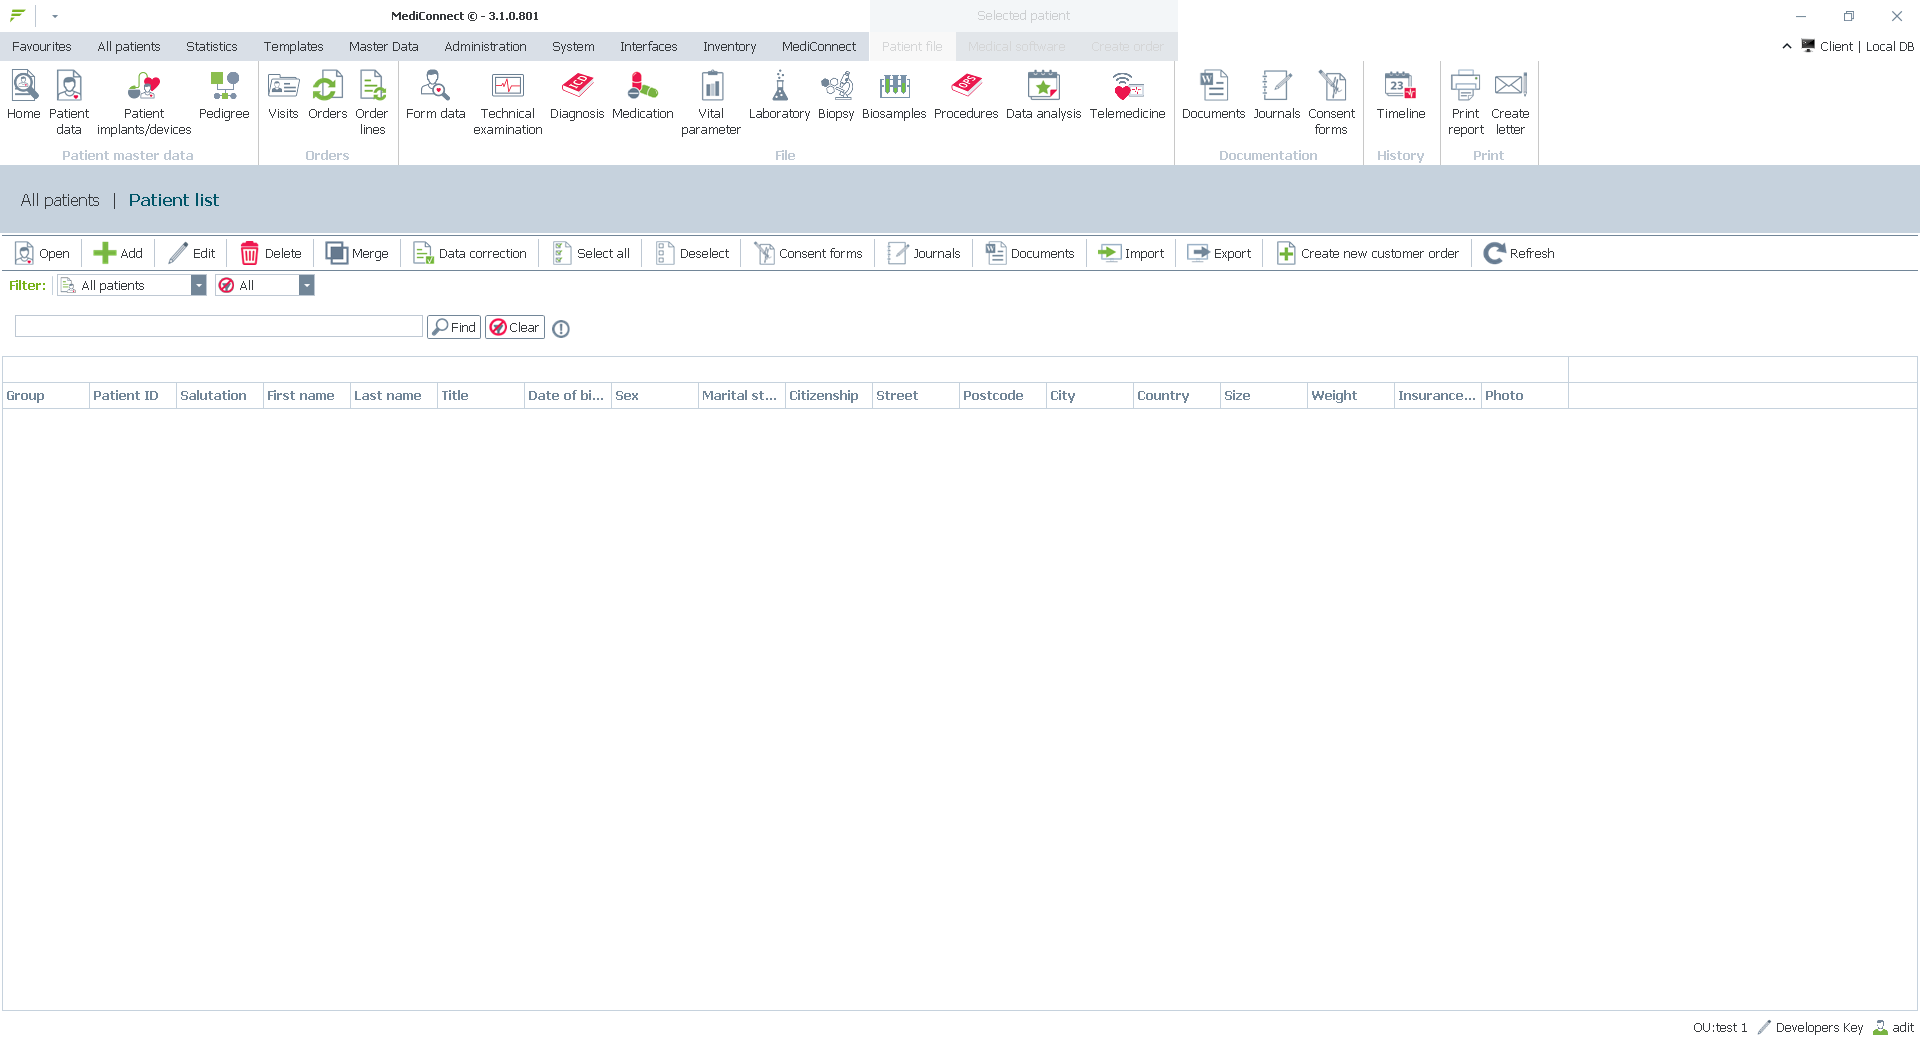 MediConnect © - 3.1.0.801
Selected patient
Favourites All patients Statistics Templates Master Data Administration System Interfaces Inventory MediConnect Patient file Medical software Create order Client | Local DB
Home Patient data Patient implants/devices Pedigree Visits Orders Order lines Form data Technical examination Diagnosis Medication Vital parameter Laboratory Biopsy Biosamples Procedures Data analysis Telemedicine Documents Journals Consent forms Timeline Print report Create letter
ICD OPS 23
Patient master data Orders File Documentation History Print
All patients | Patient list
Open Add Edit Delete Merge Data correction Select all Deselect Consent forms Journals Documents Import Export Create new customer order Refresh
Filter: All patients All
Find Clear
Group Patient ID Salutation First name Last name Title Date of bi... Sex Marital st... Citizenship Street Postcode City Country Size Weight Insurance... Photo
OU:test 1 Developers Key adit